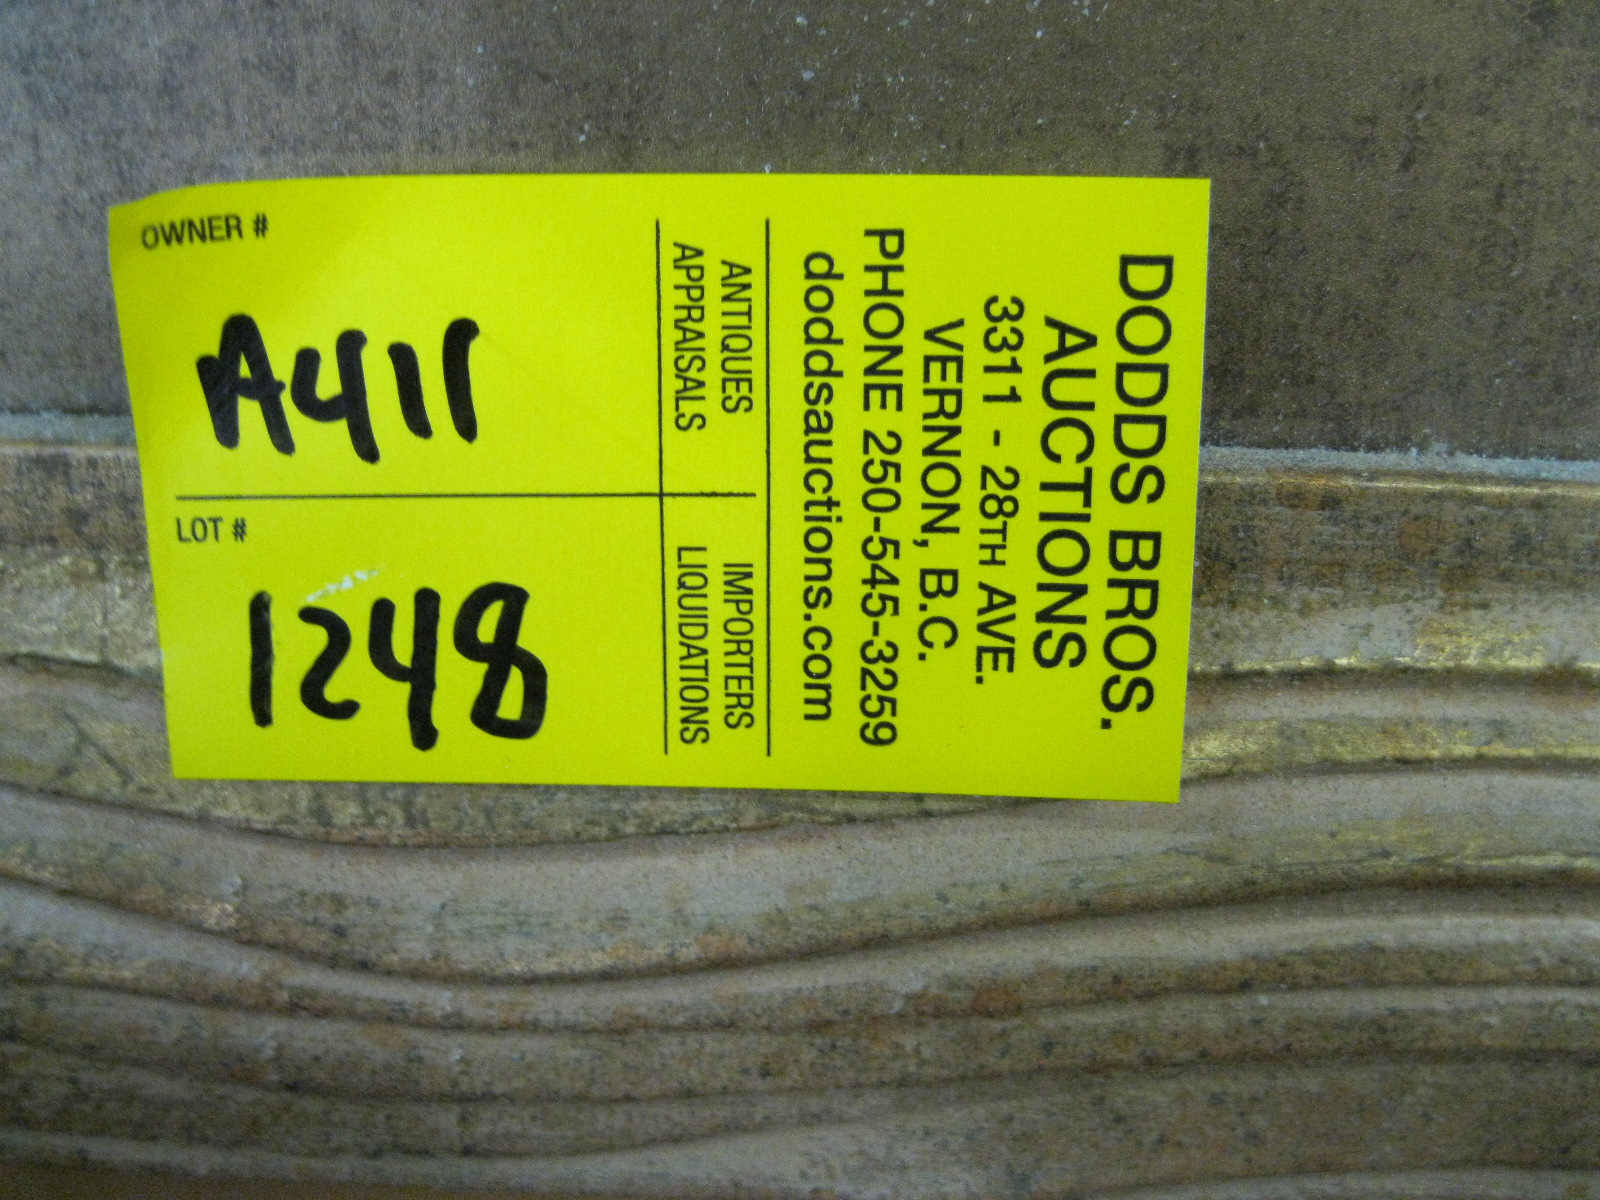 DODDS BROS.
AUCTIONS
3311 - 28TH AVE.
VERNON, B.C.
PHONE 250-545-3259
doddsauctions.com
ANTIQUES
APPRAISALS
IMPORTERS
LIQUIDATIONS
OWNER #
A411
LOT #
1248